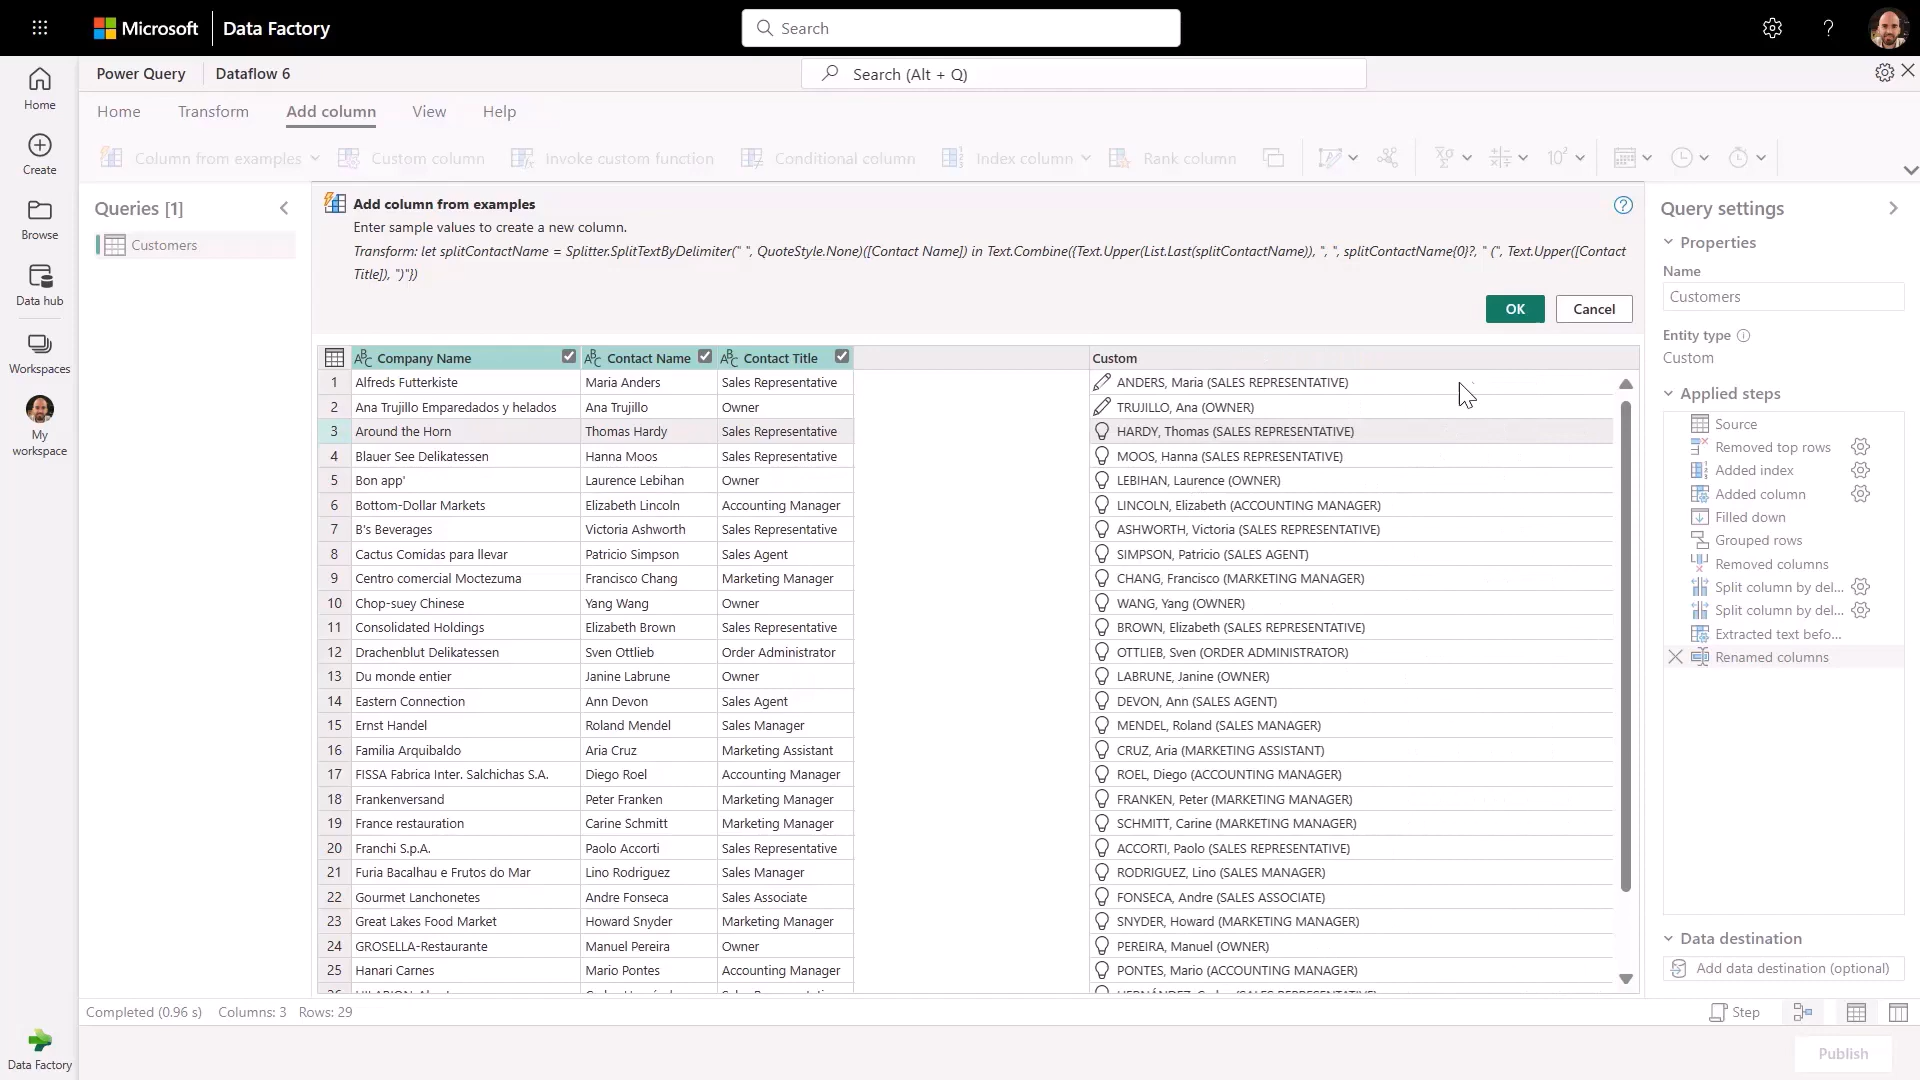 Microsoft
Data Factory
Search
Power Query
Dataflow 6
Search (Alt + Q)
Home
Create
Browse
Data hub
Workspaces
My
workspace
Data Factory
Home
Transform
Add column
View
Help
Column from examples
Custom column
Invoke custom function
Conditional column
Index column
Rank column
Queries [1]
Customers
Add column from examples
Enter sample values to create a new column.
Transform: let splitContactName = Splitter.SplitTextByDelimiter(" ", QuoteStyle.None)([Contact Name]) in Text.Combine({Text.Upper(List.Last(splitContactName)), ", ", splitContactName{0}?, " (", Text.Upper([Contact
Title]), ")"})
OK
Cancel
Company Name Contact Name Contact Title Custom
1 Alfreds Futterkiste Maria Anders Sales Representative ANDERS, Maria (SALES REPRESENTATIVE)
2 Ana Trujillo Emparedados y helados Ana Trujillo Owner TRUJILLO, Ana (OWNER)
3 Around the Horn Thomas Hardy Sales Representative HARDY, Thomas (SALES REPRESENTATIVE)
4 Blauer See Delikatessen Hanna Moos Sales Representative MOOS, Hanna (SALES REPRESENTATIVE)
5 Bon app' Laurence Lebihan Owner LEBIHAN, Laurence (OWNER)
6 Bottom-Dollar Markets Elizabeth Lincoln Accounting Manager LINCOLN, Elizabeth (ACCOUNTING MANAGER)
7 B's Beverages Victoria Ashworth Sales Representative ASHWORTH, Victoria (SALES REPRESENTATIVE)
8 Cactus Comidas para llevar Patricio Simpson Sales Agent SIMPSON, Patricio (SALES AGENT)
9 Centro comercial Moctezuma Francisco Chang Marketing Manager CHANG, Francisco (MARKETING MANAGER)
10 Chop-suey Chinese Yang Wang Owner WANG, Yang (OWNER)
11 Consolidated Holdings Elizabeth Brown Sales Representative BROWN, Elizabeth (SALES REPRESENTATIVE)
12 Drachenblut Delikatessen Sven Ottlieb Order Administrator OTTLIEB, Sven (ORDER ADMINISTRATOR)
13 Du monde entier Janine Labrune Owner LABRUNE, Janine (OWNER)
14 Eastern Connection Ann Devon Sales Agent DEVON, Ann (SALES AGENT)
15 Ernst Handel Roland Mendel Sales Manager MENDEL, Roland (SALES MANAGER)
16 Familia Arquibaldo Aria Cruz Marketing Assistant CRUZ, Aria (MARKETING ASSISTANT)
17 FISSA Fabrica Inter. Salchichas S.A. Diego Roel Accounting Manager ROEL, Diego (ACCOUNTING MANAGER)
18 Frankenversand Peter Franken Marketing Manager FRANKEN, Peter (MARKETING MANAGER)
19 France restauration Carine Schmitt Marketing Manager SCHMITT, Carine (MARKETING MANAGER)
20 Franchi S.p.A. Paolo Accorti Sales Representative ACCORTI, Paolo (SALES REPRESENTATIVE)
21 Furia Bacalhau e Frutos do Mar Lino Rodriguez Sales Manager RODRIGUEZ, Lino (SALES MANAGER)
22 Gourmet Lanchonetes Andre Fonseca Sales Associate FONSECA, Andre (SALES ASSOCIATE)
23 Great Lakes Food Market Howard Snyder Marketing Manager SNYDER, Howard (MARKETING MANAGER)
24 GROSELLA-Restaurante Manuel Pereira Owner PEREIRA, Manuel (OWNER)
25 Hanari Carnes Mario Pontes Accounting Manager PONTES, Mario (ACCOUNTING MANAGER)
Query settings
Properties
Name
Customers
Entity type
Custom
Applied steps
Source
Removed top rows
Added index
Added column
Filled down
Grouped rows
Removed columns
Split column by del...
Split column by del...
Extracted text befo...
Renamed columns
Data destination
Add data destination (optional)
Completed (0.96 s) Columns: 3 Rows: 29
Step
Publish